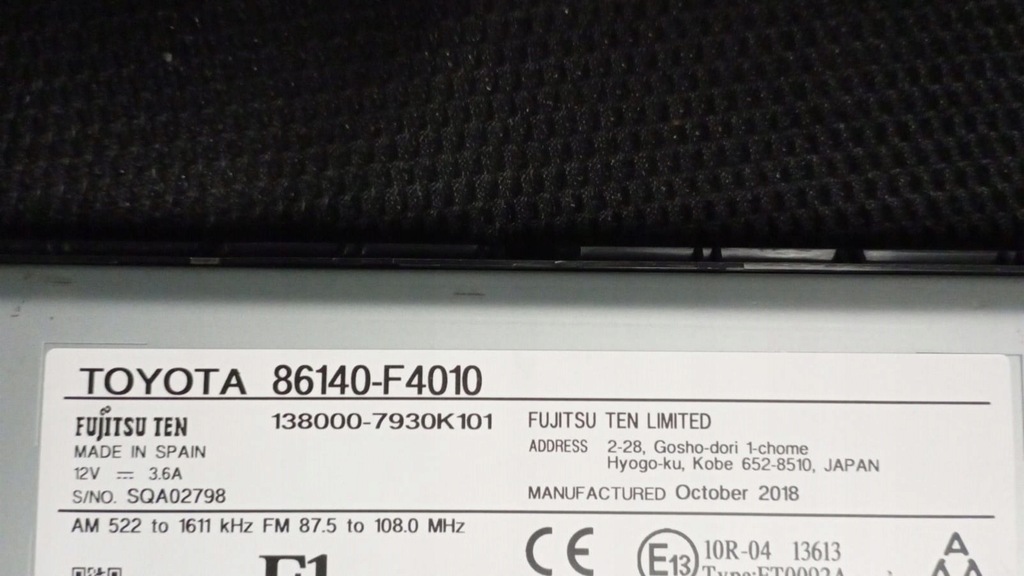 TOYOTA 86140-F4010
FUJITSU TEN 138000-7930K101 FUJITSU TEN LIMITED
MADE IN SPAIN ADDRESS 2-28, Gosho-dori 1-chome
Hyogo-ku, Kobe 652-8510, JAPAN
12V ⎓ 3.6A
S/NO. SQA02798 MANUFACTURED October 2018
AM 522 to 1611 kHz FM 87.5 to 108.0 MHz
CE E13 10R-04 13613